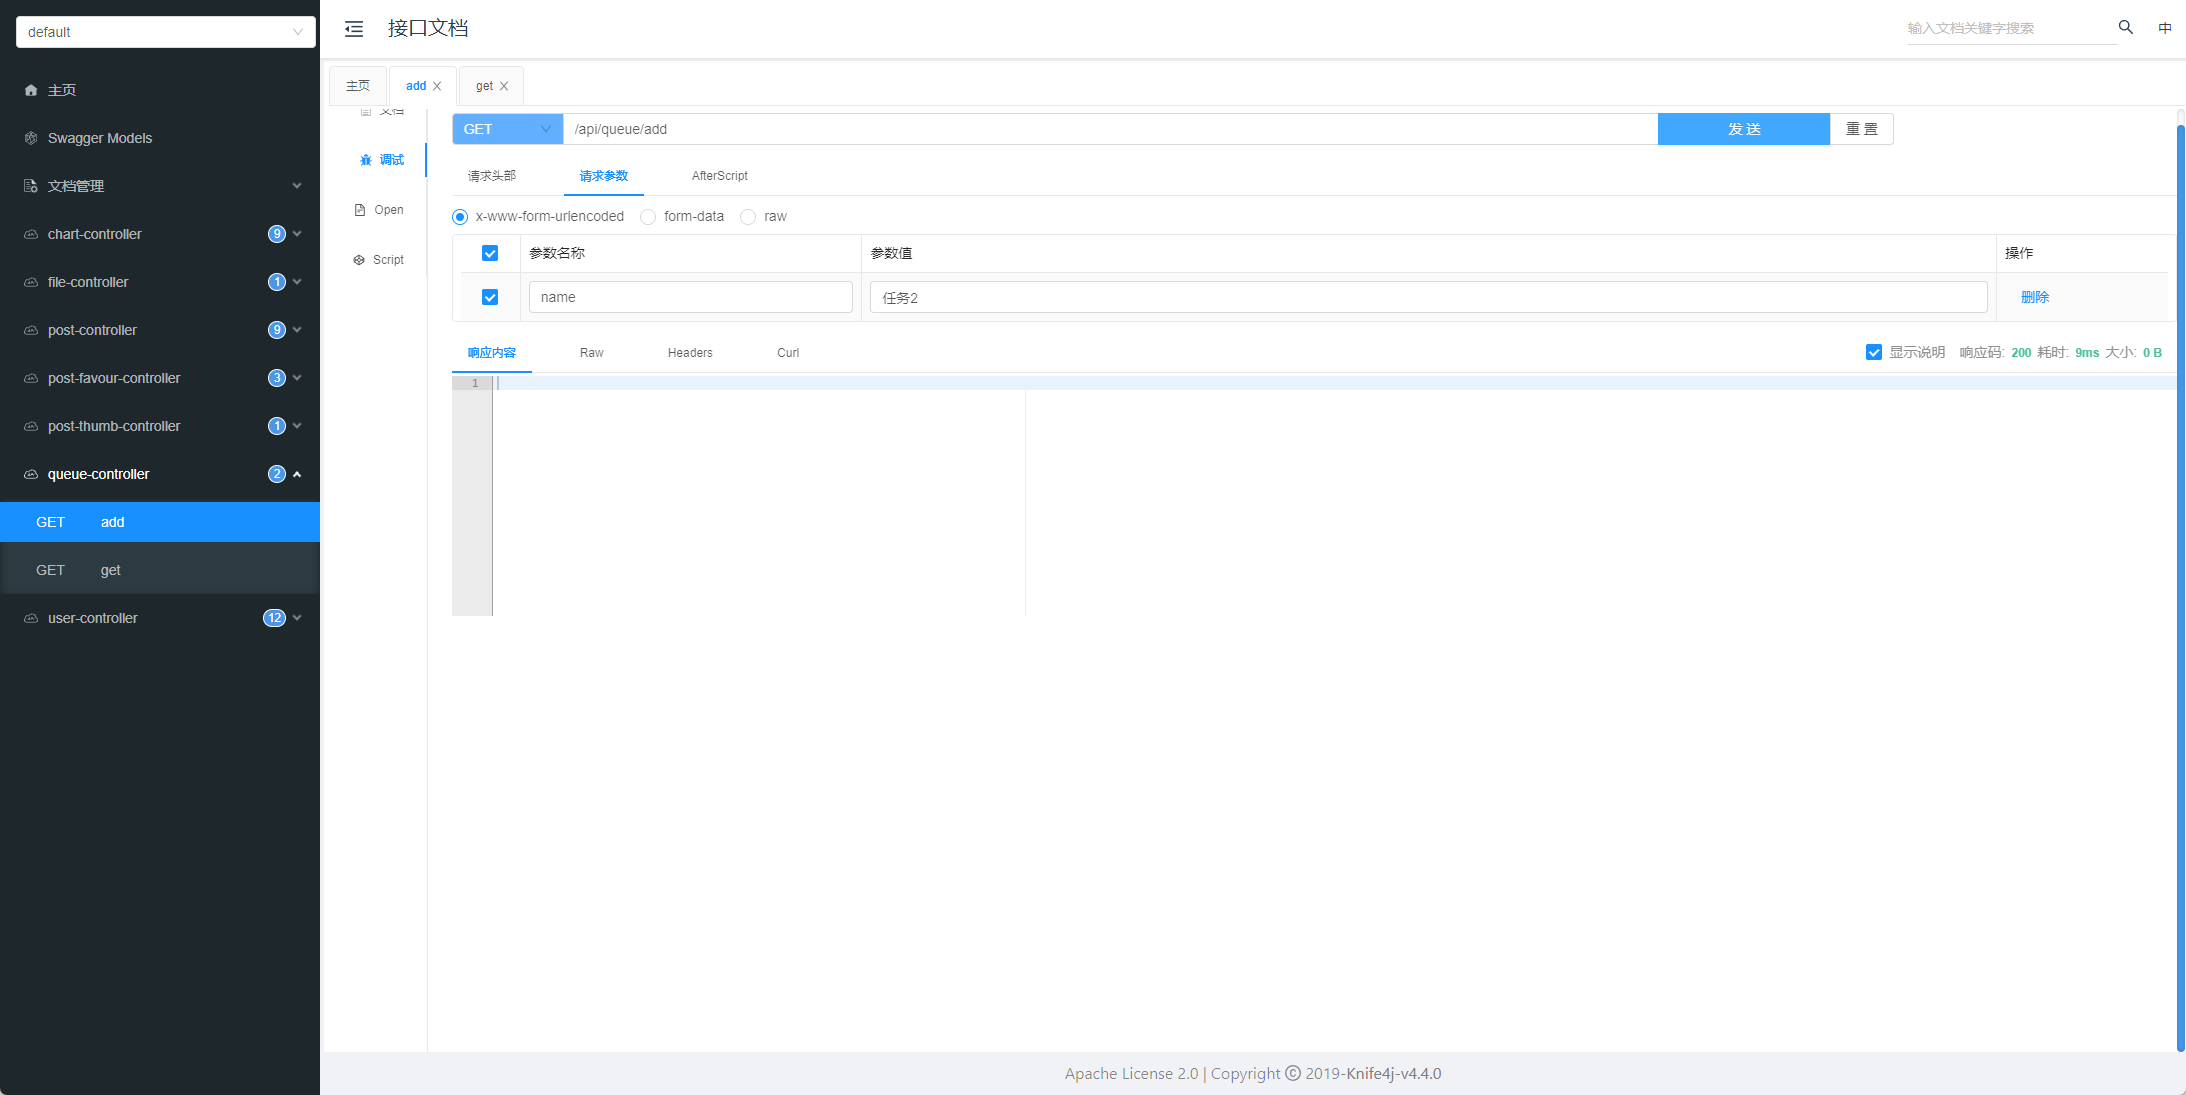 default
主页
Swagger Models
文档管理
chart-controller 9
file-controller 1
post-controller 9
post-favour-controller 3
post-thumb-controller 1
queue-controller 2
GET add
GET get
user-controller 12
接口文档
输入文档关键字搜索
中
主页 add get
文档
调试
Open
Script
GET /api/queue/add 发送 重置
请求头部 请求参数 AfterScript
x-www-form-urlencoded form-data raw
参数名称 参数值 操作
name 任务2 删除
响应内容 Raw Headers Curl 显示说明 响应码: 200 耗时: 9ms 大小: 0 B
1
Apache License 2.0 | Copyright © 2019-Knife4j-v4.4.0